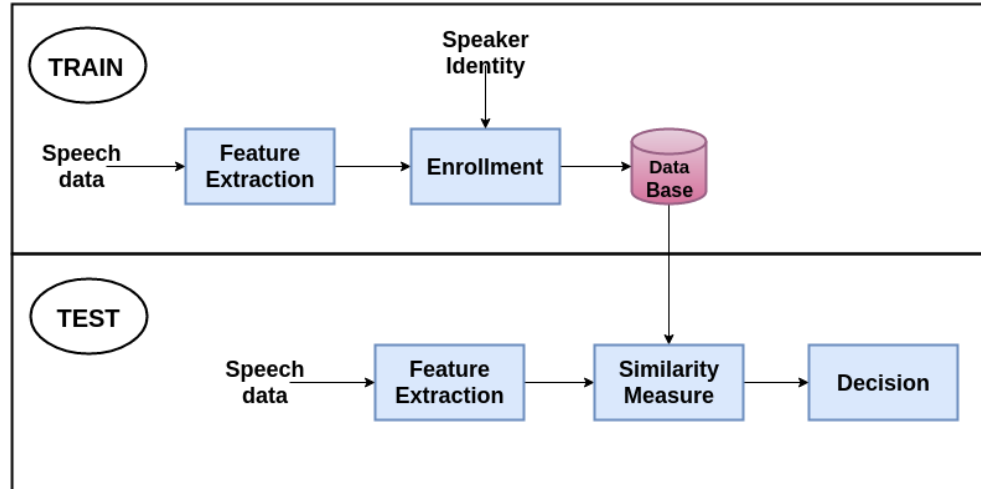 TRAIN
Speaker
Identity
Speech
data
Feature
Extraction
Enrollment
Data
Base
TEST
Speech
data
Feature
Extraction
Similarity
Measure
Decision